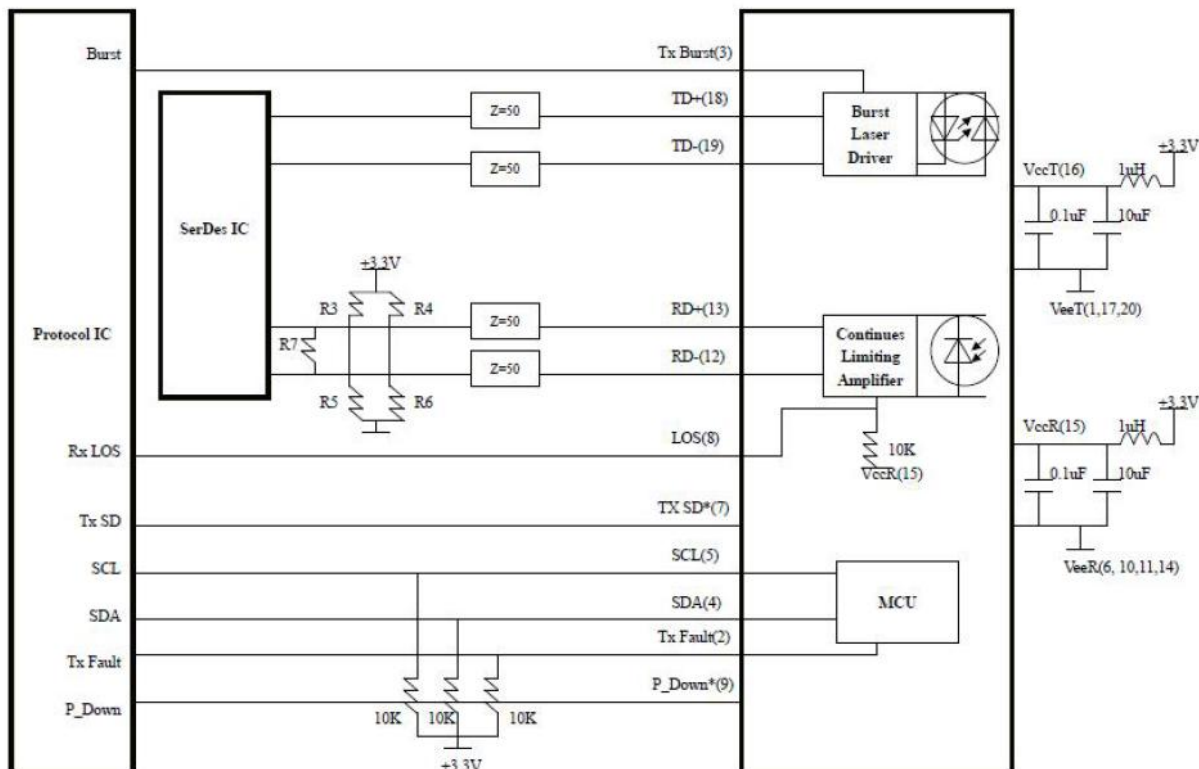 Burst
Tx Burst(3)
TD+(18)
Z=50
TD-(19)
Z=50
Burst
Laser
Driver
SerDes IC
+3.3V
VccT(16)
1uH
0.1uF
10uF
VeeT(1,17,20)
+3.3V
R3
R4
RD+(13)
Z=50
R7
RD-(12)
Z=50
R5
R6
Continues
Limiting
Amplifier
Protocol IC
+3.3V
VccR(15)
1uH
0.1uF
10uF
VeeR(6, 10,11,14)
Rx LOS
LOS(8)
10K
VccR(15)
Tx SD
TX SD*(7)
SCL
SCL(5)
SDA
SDA(4)
MCU
Tx Fault
Tx Fault(2)
P_Down
P_Down*(9)
10K
10K
10K
+3.3V